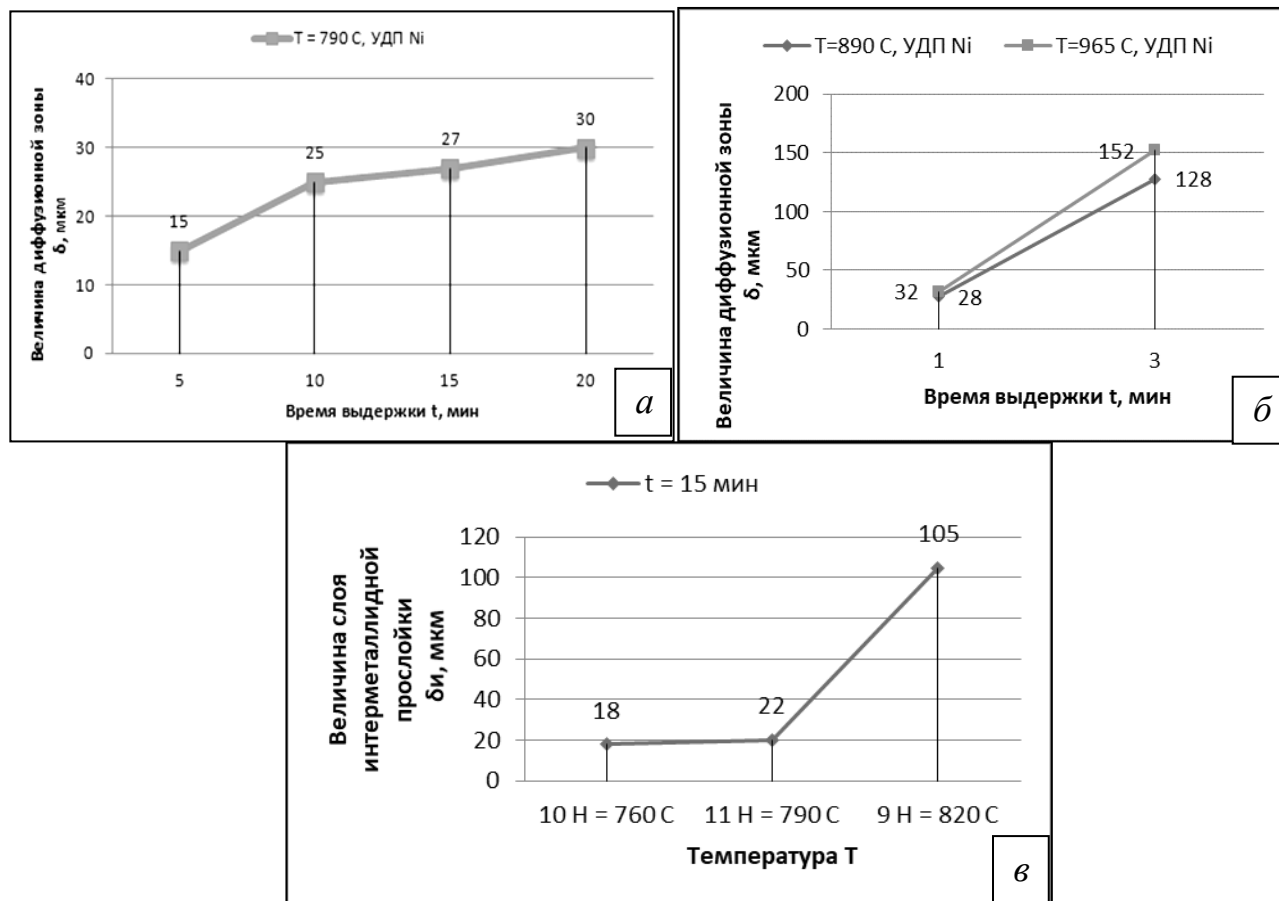 T = 790 C, УДП Ni
Величина диффузионной зоны
δ, мкм
40
30
20
10
0
15
25
27
30
5
10
15
20
Время выдержки t, мин
а
T=890 C, УДП Ni
T=965 C, УДП Ni
Величина диффузионной зоны
δ, мкм
200
150
100
50
0
32
28
152
128
1
3
Время выдержки t, мин
б
t = 15 мин
Величина слоя
интерметаллидной
прослойки
δи, мкм
120
100
80
60
40
20
0
18
22
105
10 Н = 760 С
11 Н = 790 С
9 Н = 820 С
Температура Т
в